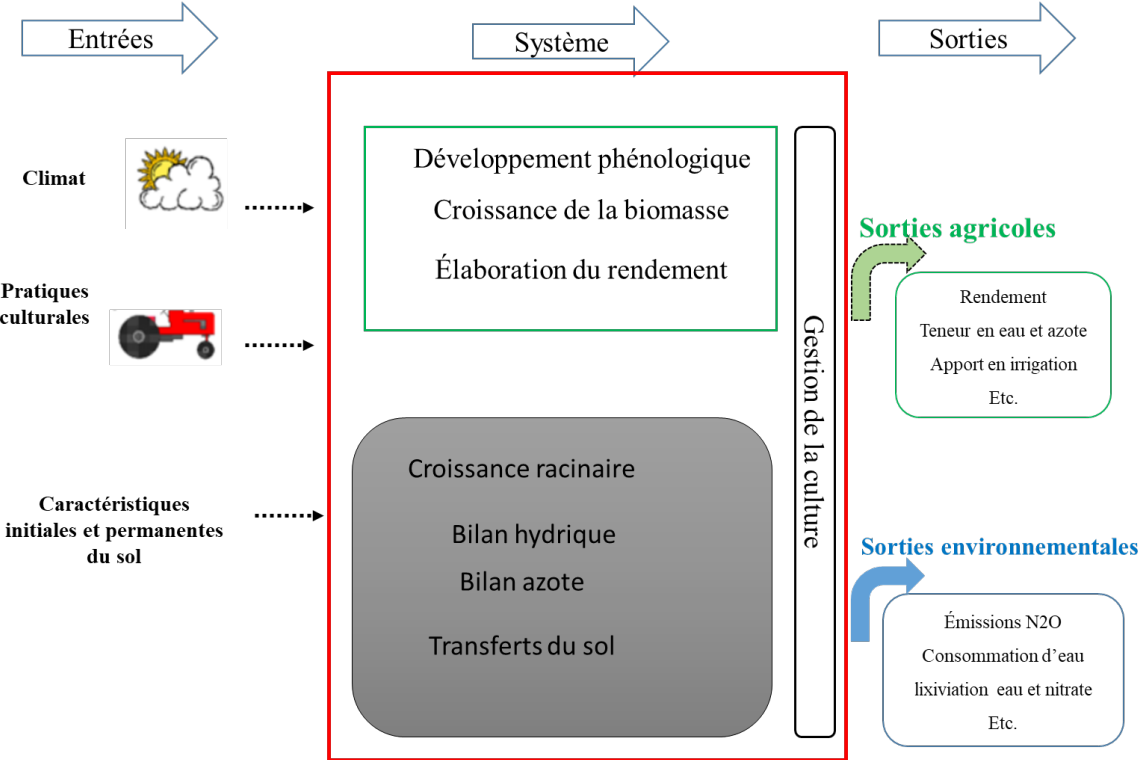 Entrées
Système
Sorties
Climat
Pratiques
culturales
Caractéristiques
initiales et permanentes
du sol
Développement phénologique
Croissance de la biomasse
Élaboration du rendement
Croissance racinaire
Bilan hydrique
Bilan azote
Transferts du sol
Gestion de la culture
Sorties agricoles
Rendement
Teneur en eau et azote
Apport en irrigation
Etc.
Sorties environnementales
Émissions N2O
Consommation d’eau
lixiviation eau et nitrate
Etc.